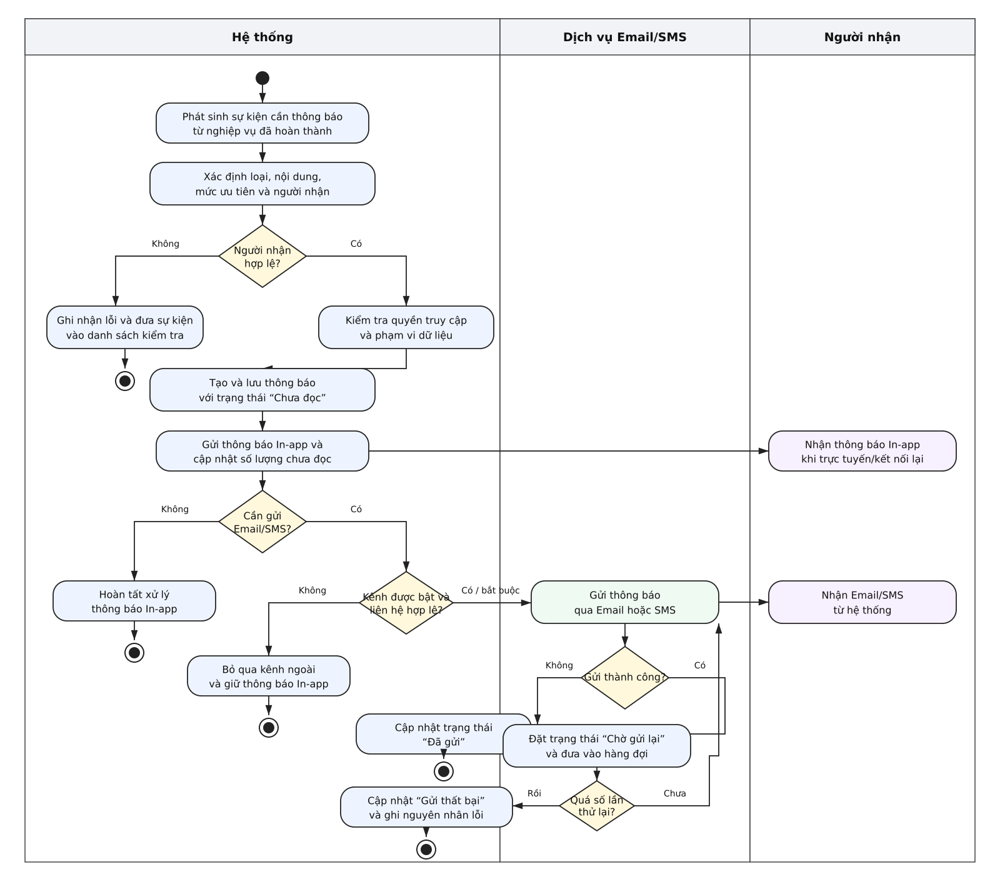 Hệ thống
Dịch vụ Email/SMS
Người nhận
Phát sinh sự kiện cần thông báo
từ nghiệp vụ đã hoàn thành
Xác định loại, nội dung,
mức ưu tiên và người nhận
Không
Có
Người nhận
hợp lệ?
Ghi nhận lỗi và đưa sự kiện
vào danh sách kiểm tra
Kiểm tra quyền truy cập
và phạm vi dữ liệu
Tạo và lưu thông báo
với trạng thái “Chưa đọc”
Gửi thông báo In-app và
cập nhật số lượng chưa đọc
Nhận thông báo In-app
khi trực tuyến/kết nối lại
Không
Có
Cần gửi
Email/SMS?
Hoàn tất xử lý
thông báo In-app
Không
Kênh được bật và
liên hệ hợp lệ?
Có / bắt buộc
Gửi thông báo
qua Email hoặc SMS
Nhận Email/SMS
từ hệ thống
Bỏ qua kênh ngoài
và giữ thông báo In-app
Không
Có
Gửi thành công?
Cập nhật trạng thái
“Đã gửi”
Đặt trạng thái “Chờ gửi lại”
và đưa vào hàng đợi
Cập nhật “Gửi thất bại”
và ghi nguyên nhân lỗi
Rồi
Quá số lần
thử lại?
Chưa